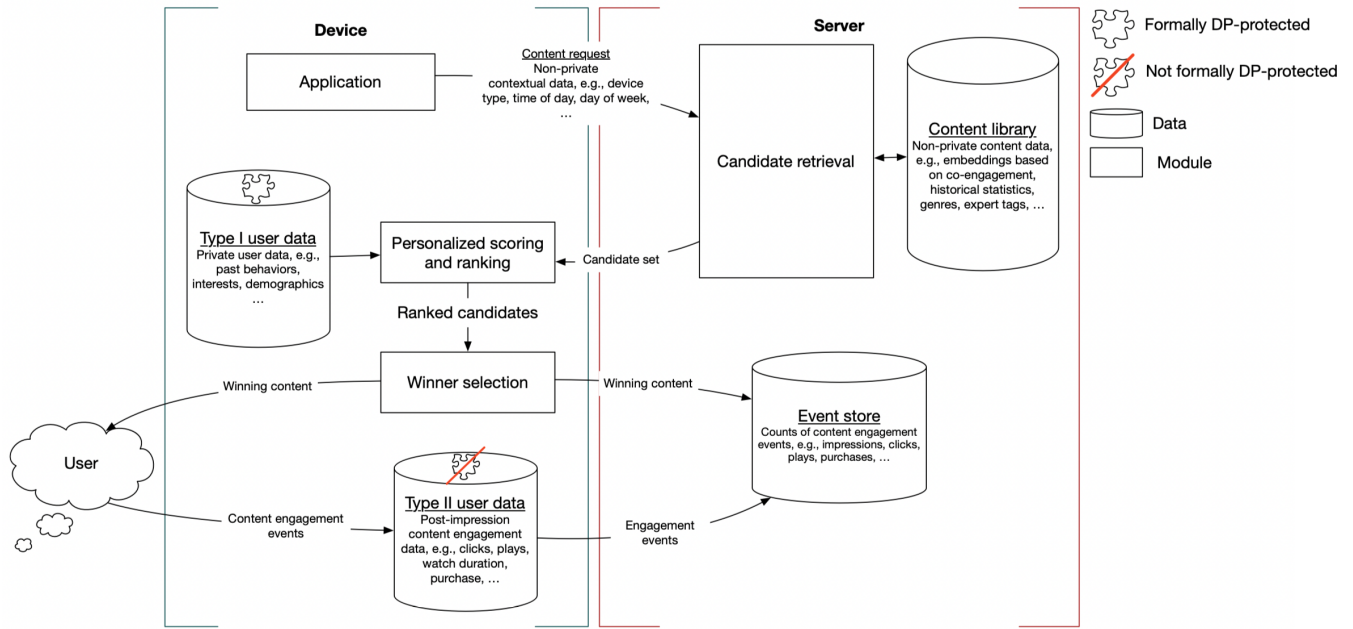 Device
Server
Formally DP-protected
Not formally DP-protected
Data
Module
Application
Content request
Non-private
contextual data, e.g., device
type, time of day, day of week,
...
Candidate retrieval
Content library
Non-private content data,
e.g., embeddings based
on co-engagement,
historical statistics,
genres, expert tags, ...
Type I user data
Private user data, e.g.,
past behaviors,
interests, demographics
...
Personalized scoring
and ranking
Candidate set
Ranked candidates
Winner selection
Winning content
Winning content
Event store
Counts of content engagement
events, e.g., impressions, clicks,
plays, purchases, ...
User
Content engagement
events
Type II user data
Post-impression
content engagement
data, e.g., clicks, plays,
watch duration,
purchase, ...
Engagement
events